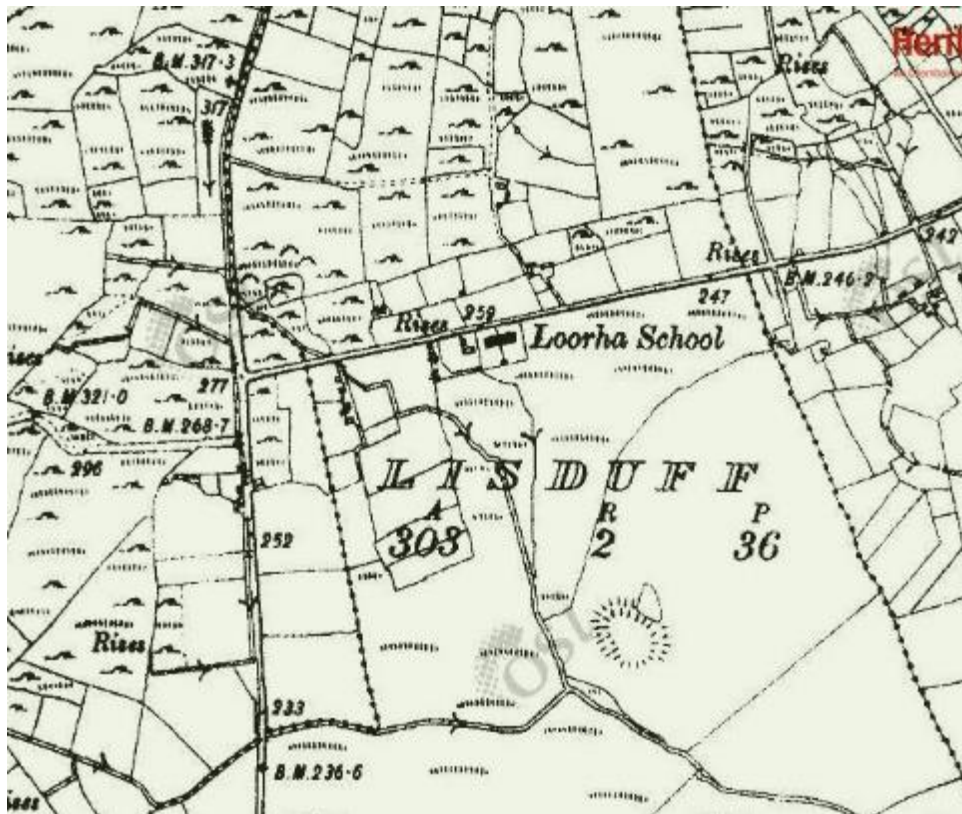 B.M.317·3
Rises
317
242
Rises
B.M.246·9
247
Rises
259
Loorha School
277
B.M.321·0
B.M.268·7
296
LISDUFF
A R P
303 2 36
252
Rises
OSi
233
B.M.236·6